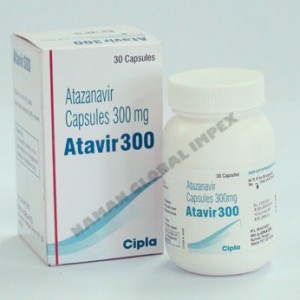 30 Capsules
Atazanavir
Capsules 300 mg
Atavir 300
Cipla
30 Capsules
Atazanavir
Capsules 300mg
Atavir 300
Cipla
NAMAN GLOBAL IMPEX